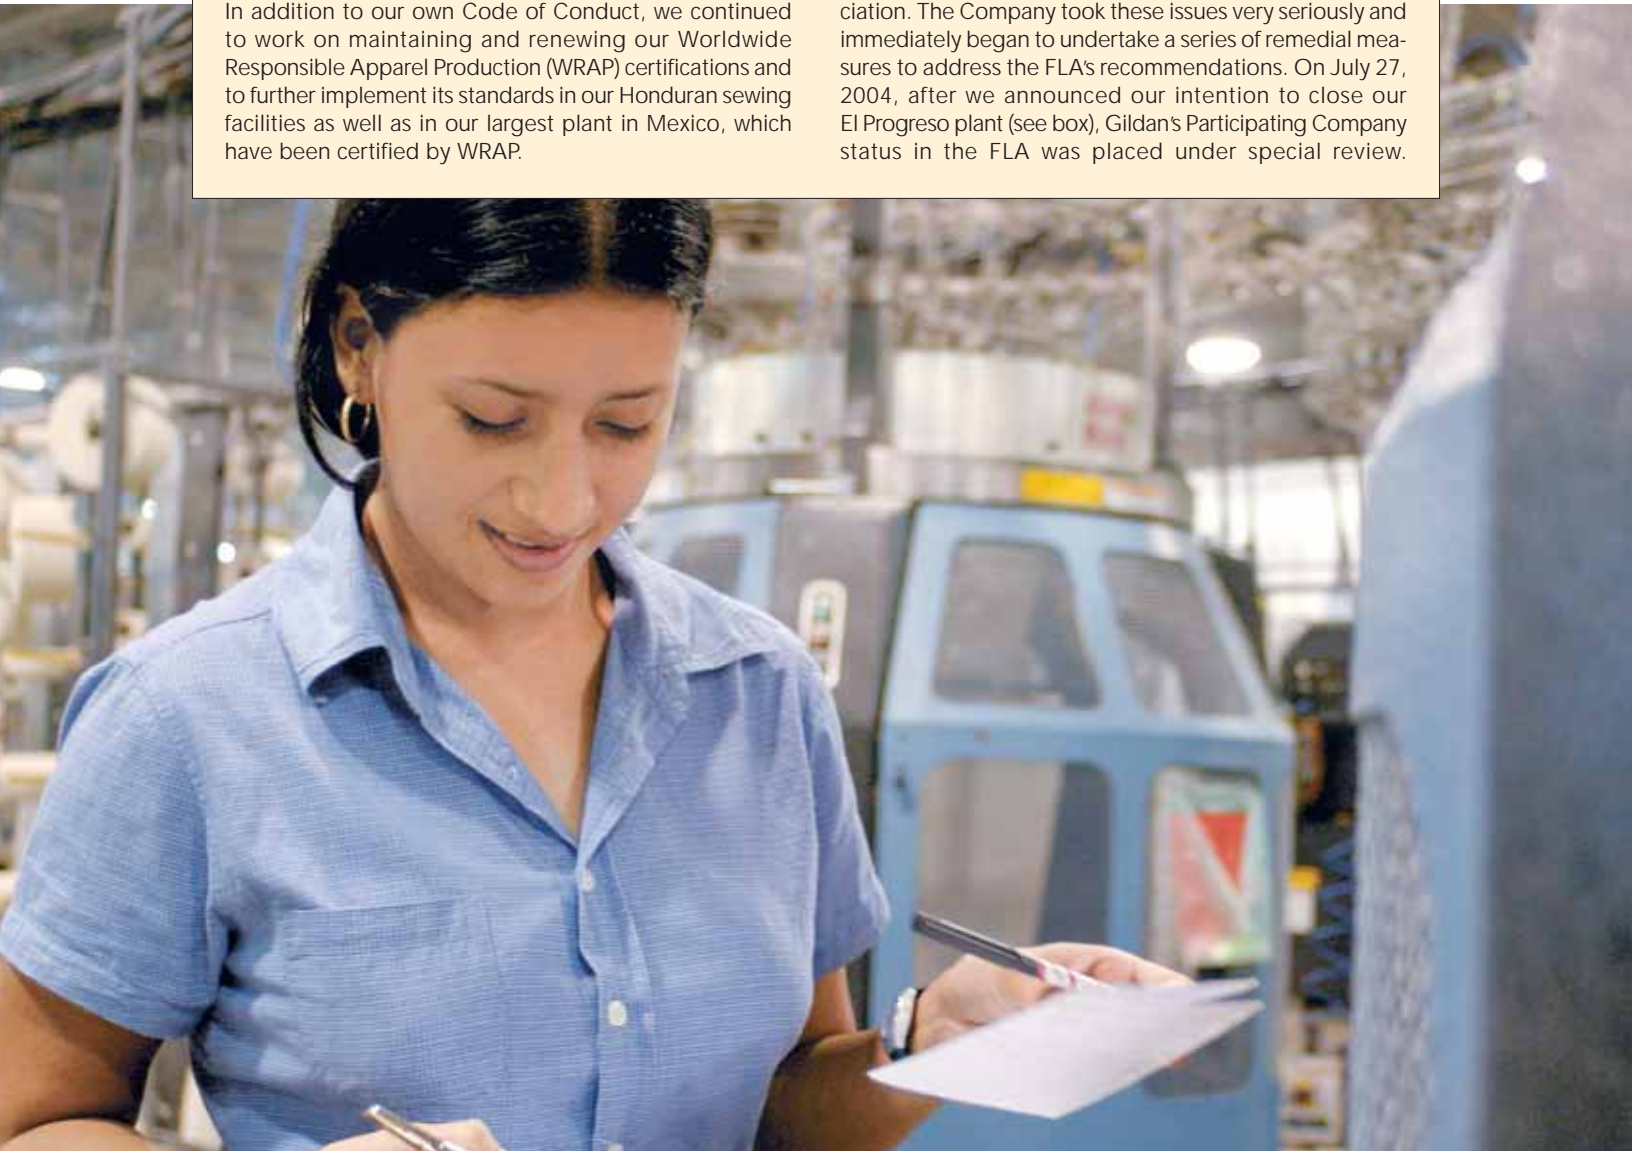 In addition to our own Code of Conduct, we continued
to work on maintaining and renewing our Worldwide
Responsible Apparel Production (WRAP) certifications and
to further implement its standards in our Honduran sewing
facilities as well as in our largest plant in Mexico, which
have been certified by WRAP.
ciation. The Company took these issues very seriously and
immediately began to undertake a series of remedial mea-
sures to address the FLA's recommendations. On July 27,
2004, after we announced our intention to close our
El Progreso plant (see box), Gildan's Participating Company
status in the FLA was placed under special review.